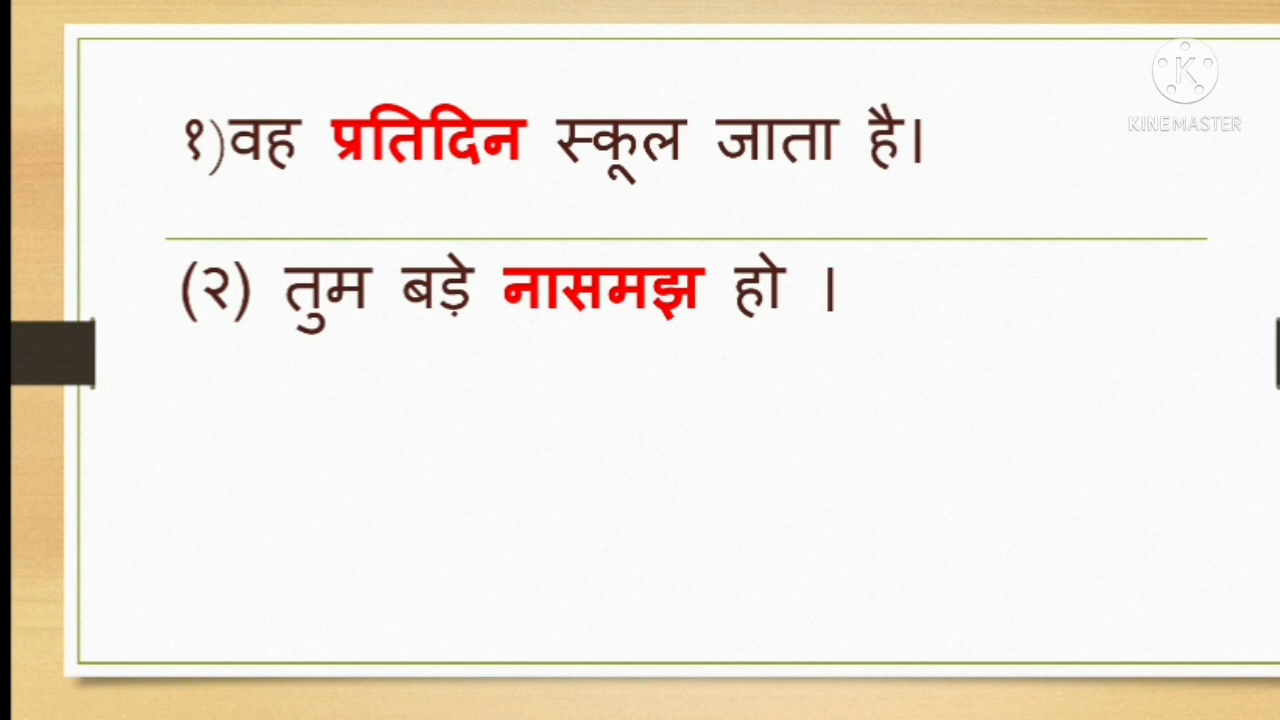 १)वह प्रतिदिन स्कूल जाता है।
(२) तुम बड़े नासमझ हो ।
KINEMASTER